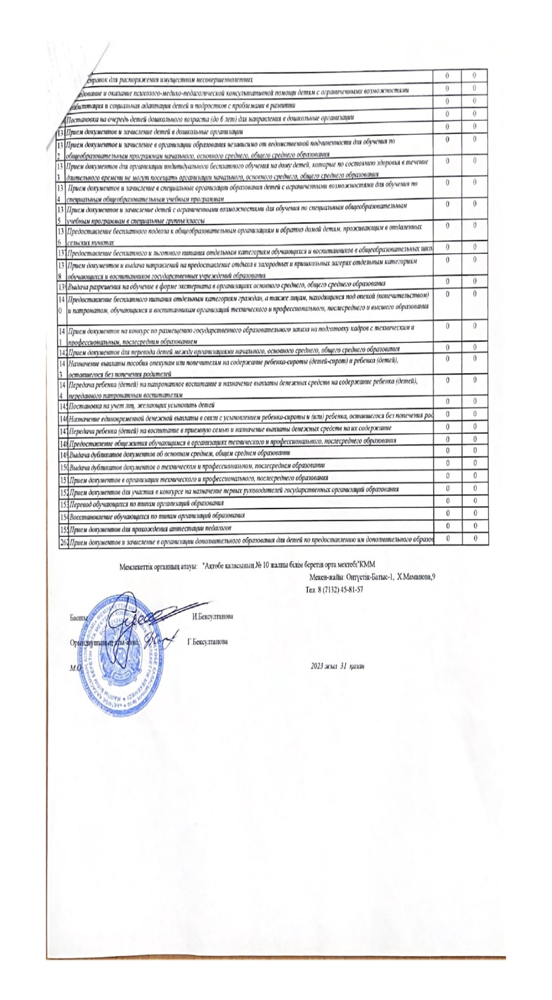 справок для распоряжения имуществом несовершеннолетних 0 0
едование и оказание психолого-медико-педагогической консультативной помощи детям с ограниченными возможностями 0 0
еабилитация и социальная адаптация детей и подростков с проблемами в развитии 0 0
Постановка на очередь детей дошкольного возраста (до 6 лет) для направления в дошкольные организации 0 0
13 Прием документов и зачисление детей в дошкольные организации 0 0
13 Прием документов и зачисление в организации образования независимо от ведомственной подчиненности для обучения по 0 0
2 общеобразовательным программам начального, основного среднего, общего среднего образования
13 Прием документов для организации индивидуального бесплатного обучения на дому детей, которые по состоянию здоровья в течение 0 0
3 длительного времени не могут посещать организации начального, основного среднего, общего среднего образования
13 Прием документов и зачисление в специальные организации образования детей с ограниченными возможностями для обучения по 0 0
4 специальным общеобразовательным учебным программам
13 Прием документов и зачисление детей с ограниченными возможностями для обучения по специальным общеобразовательным 0 0
5 учебным программам в специальные группы/классы
13 Предоставление бесплатного подвоза к общеобразовательным организациям и обратно домой детям, проживающим в отдаленных 0 0
6 сельских пунктах
137 Предоставление бесплатного и льготного питания отдельным категориям обучающихся и воспитанников в общеобразовательных шко 0 0
13 Прием документов и выдача направлений на предоставление отдыха в загородных и пришкольных лагерях отдельным категориям 0 0
8 обучающихся и воспитанников государственных учреждений образования
139 Выдача разрешения на обучение в форме экстерната в организациях основного среднего, общего среднего образования 0 0
14 Предоставление бесплатного питания отдельным категориям граждан, а также лицам, находящимся под опекой (попечительством) 0 0
0 и патронатом, обучающимся и воспитанникам организаций технического и профессионального, послесреднего и высшего образования
14 Прием документов на конкурс по размещению государственного образовательного заказа на подготовку кадров с техническим и 0 0
1 профессиональным, послесредним образованием
142 Прием документов для перевода детей между организациями начального, основного среднего, общего среднего образования 0 0
14 Назначение выплаты пособия опекунам или попечителям на содержание ребенка-сироты (детей-сирот) и ребенка (детей), 0 0
3 оставшегося без попечения родителей
14 Передача ребенка (детей) на патронатное воспитание и назначение выплаты денежных средств на содержание ребенка (детей), 0 0
4 переданного патронатным воспитателям
145 Постановка на учет лиц, желающих усыновить детей 0 0
146 Назначение единовременной денежной выплаты в связи с усыновлением ребенка-сироты и (или) ребенка, оставшегося без попечения рос 0 0
147 Передача ребенка (детей) на воспитание в приемную семью и назначение выплаты денежных средств на их содержание 0 0
148 Предоставление общежития обучающимся в организациях технического и профессионального, послесреднего образования 0 0
149 Выдача дубликатов документов об основном среднем, общем среднем образовании 0 0
150 Выдача дубликатов документов о техническом и профессиональном, послесреднем образовании 0 0
151 Прием документов в организации технического и профессионального, послесреднего образования 0 0
152 Прием документов для участия в конкурсе на назначение первых руководителей государственных организаций образования 0 0
153 Перевод обучающихся по типам организаций образования 0 0
154 Восстановление обучающихся по типам организаций образования 0 0
155 Прием документов для прохождения аттестации педагогов 0 0
262 Прием документов и зачисление в организации дополнительного образования для детей по предоставлению им дополнительного образов 0 0
Мемлекеттік органның атауы: "Ақтөбе қаласының № 10 жалпы білім беретін орта мектебі"КММ
Мекен-жайы: Оңтүстік-Батыс-1, Х.Маманова,9
Тел: 8 (7132) 45-81-57
Басты И.Бексултанова
Орындаушының аты-жөні Г.Бексултанова
М.О. 2023 жыл 31 қазан